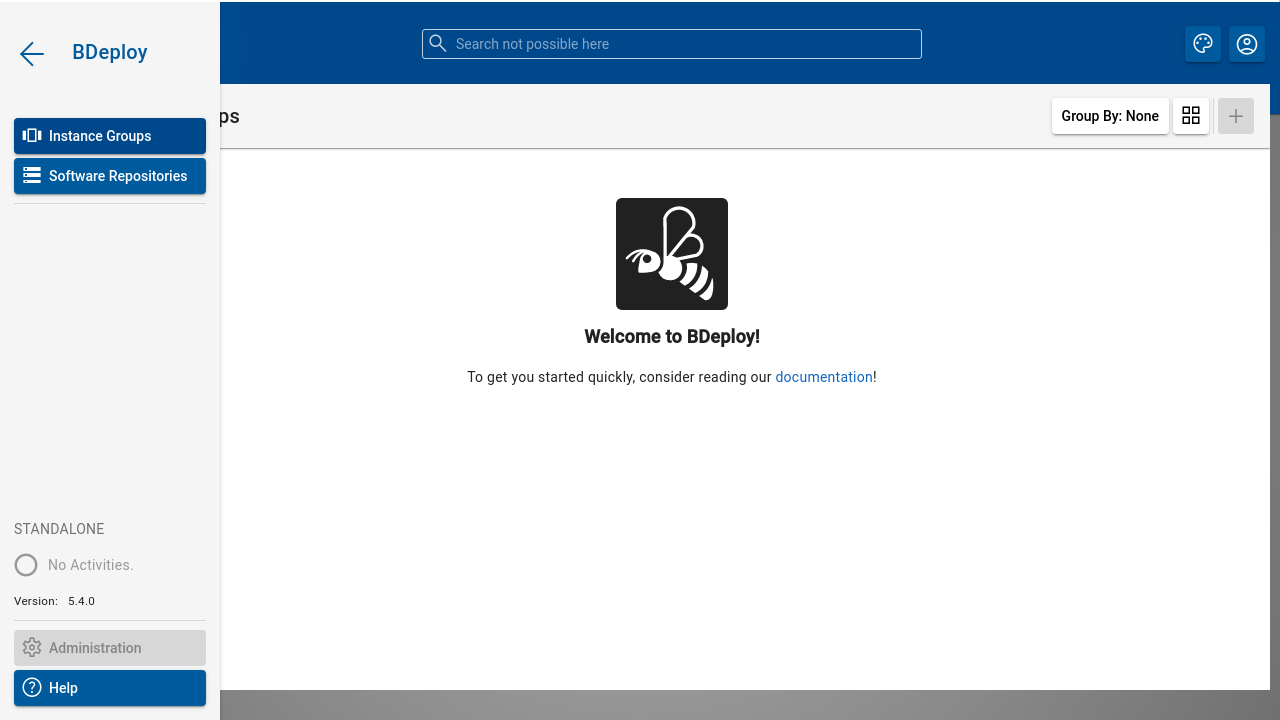 BDeploy
Search not possible here
ps
Group By: None
Instance Groups
Software Repositories
Welcome to BDeploy!
To get you started quickly, consider reading our documentation!
STANDALONE
No Activities.
Version: 5.4.0
Administration
Help